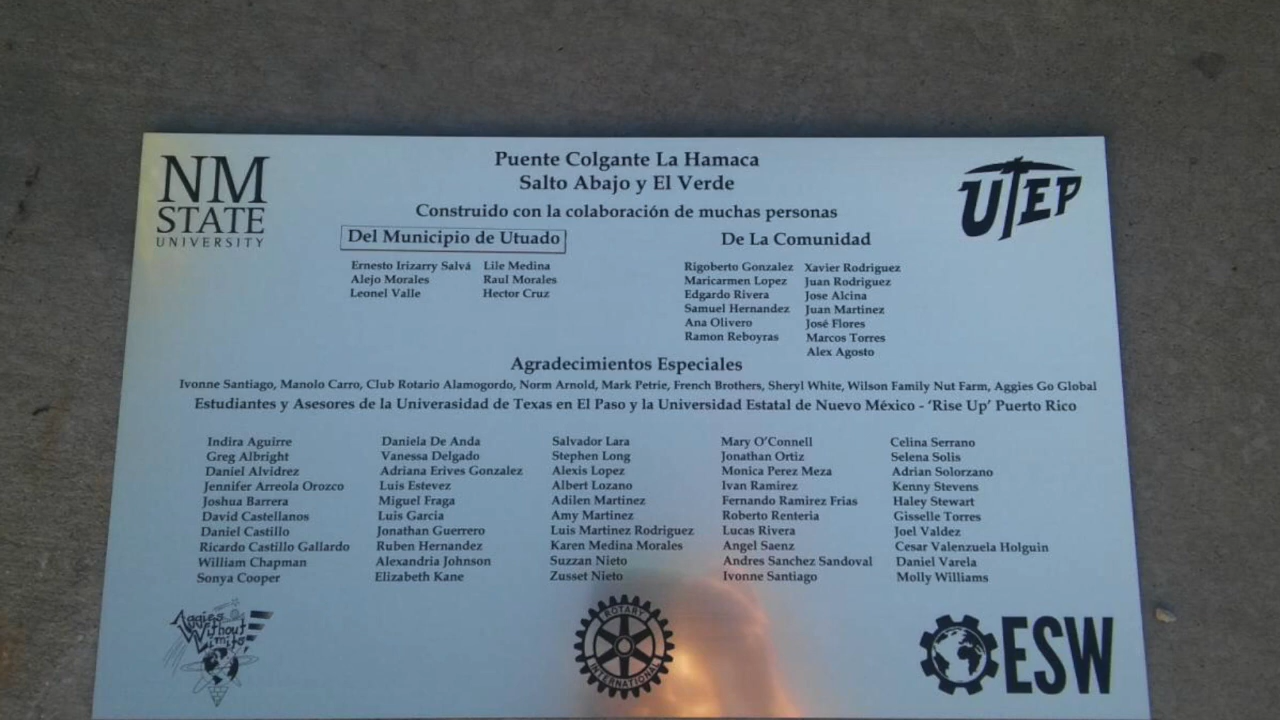 NM
STATE
UNIVERSITY
UTEP
Puente Colgante La Hamaca
Salto Abajo y El Verde
Construido con la colaboración de muchas personas
Del Municipio de Utuado
Ernesto Irizarry Salvá Lile Medina
Alejo Morales Raul Morales
Leonel Valle Hector Cruz
De La Comunidad
Rigoberto Gonzalez Xavier Rodriguez
Maricarmen Lopez Juan Rodriguez
Edgardo Rivera Jose Alcina
Samuel Hernandez Juan Martinez
Ana Olivero José Flores
Ramon Reboyras Marcos Torres
Alex Agosto
Agradecimientos Especiales
Ivonne Santiago, Manolo Carro, Club Rotario Alamogordo, Norm Arnold, Mark Petrie, French Brothers, Sheryl White, Wilson Family Nut Farm, Aggies Go Global
Estudiantes y Asesores de la Univerasidad de Texas en El Paso y la Universidad Estatal de Nuevo México - ‘Rise Up’ Puerto Rico
Indira Aguirre Daniela De Anda Salvador Lara Mary O’Connell Celina Serrano
Greg Albright Vanessa Delgado Stephen Long Jonathan Ortiz Selena Solis
Daniel Alvidrez Adriana Erives Gonzalez Alexis Lopez Monica Perez Meza Adrian Solorzano
Jennifer Arreola Orozco Luis Estevez Albert Lozano Ivan Ramirez Kenny Stevens
Joshua Barrera Miguel Fraga Adilen Martinez Fernando Ramirez Frias Haley Stewart
David Castellanos Luis Garcia Amy Martinez Roberto Renteria Gisselle Torres
Daniel Castillo Jonathan Guerrero Luis Martinez Rodriguez Lucas Rivera Joel Valdez
Ricardo Castillo Gallardo Ruben Hernandez Karen Medina Morales Angel Saenz Cesar Valenzuela Holguin
William Chapman Alexandria Johnson Suzzan Nieto Andres Sanchez Sandoval Daniel Varela
Sonya Cooper Elizabeth Kane Zusset Nieto Ivonne Santiago Molly Williams
Aggies
Without
Limits
ROTARY
INTERNATIONAL
ESW